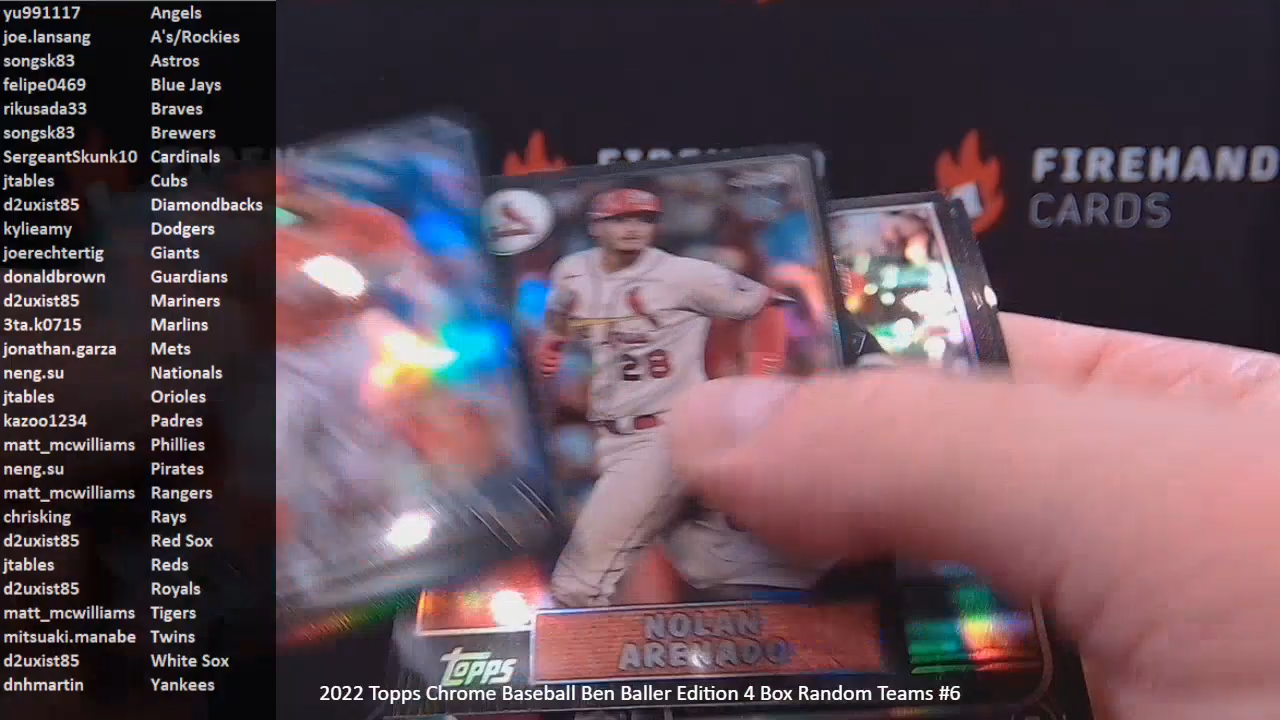 yu991117 Angels
joe.lansang A's/Rockies
songsk83 Astros
felipe0469 Blue Jays
rikusada33 Braves
songsk83 Brewers
SergeantSkunk10 Cardinals
jtables Cubs
d2uxist85 Diamondbacks
kylieamy Dodgers
joerechtertig Giants
donaldbrown Guardians
d2uxist85 Mariners
3ta.k0715 Marlins
jonathan.garza Mets
neng.su Nationals
jtables Orioles
kazoo1234 Padres
matt_mcwilliams Phillies
neng.su Pirates
matt_mcwilliams Rangers
chrisking Rays
d2uxist85 Red Sox
jtables Reds
d2uxist85 Royals
matt_mcwilliams Tigers
mitsuaki.manabe Twins
d2uxist85 White Sox
dnhmartin Yankees
FIREHAND
CARDS
28
NOLAN
ARENADO
Topps
2022 Topps Chrome Baseball Ben Baller Edition 4 Box Random Teams #6